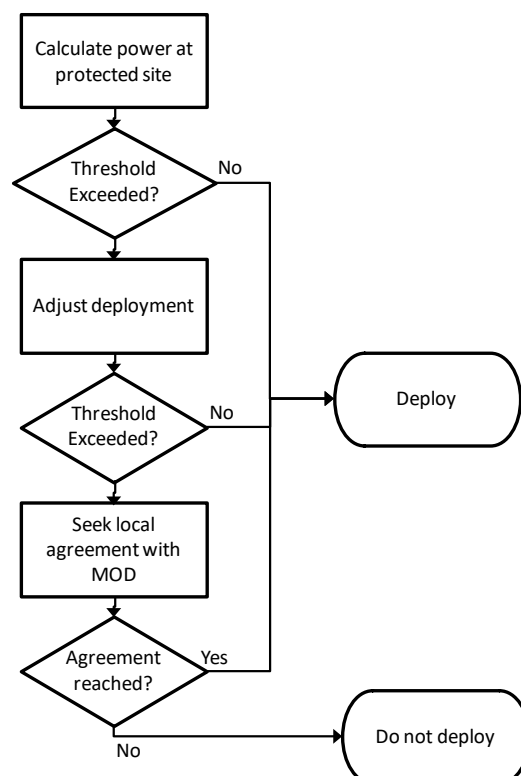 Calculate power at
protected site
Threshold
Exceeded?
No
Adjust deployment
Deploy
Threshold
Exceeded?
No
Seek local
agreement with
MOD
Agreement
reached?
Yes
No
Do not deploy